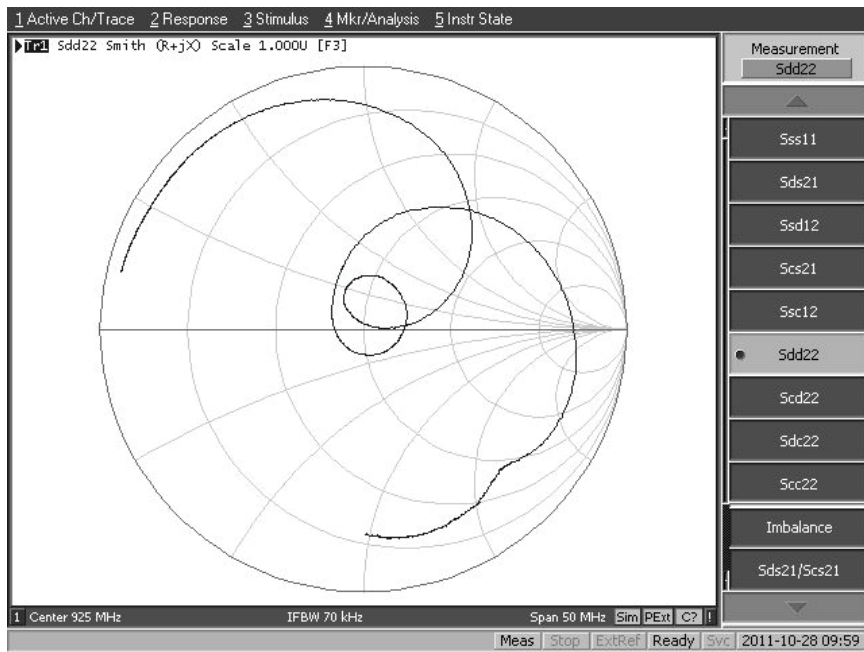 1 Active Ch/Trace 2 Response 3 Stimulus 4 Mkr/Analysis 5 Instr State
Tr1 Sdd22 Smith (R+jX) Scale 1.000U [F3]
Measurement
Sdd22
Sss11
Sds21
Ssd12
Scs21
Ssc12
Sdd22
Scd22
Sdc22
Scc22
Imbalance
Sds21/Scs21
1 Center 925 MHz IFBW 70 kHz Span 50 MHz Sim PExt C? !
Meas Stop ExtRef Ready Svc 2011-10-28 09:59